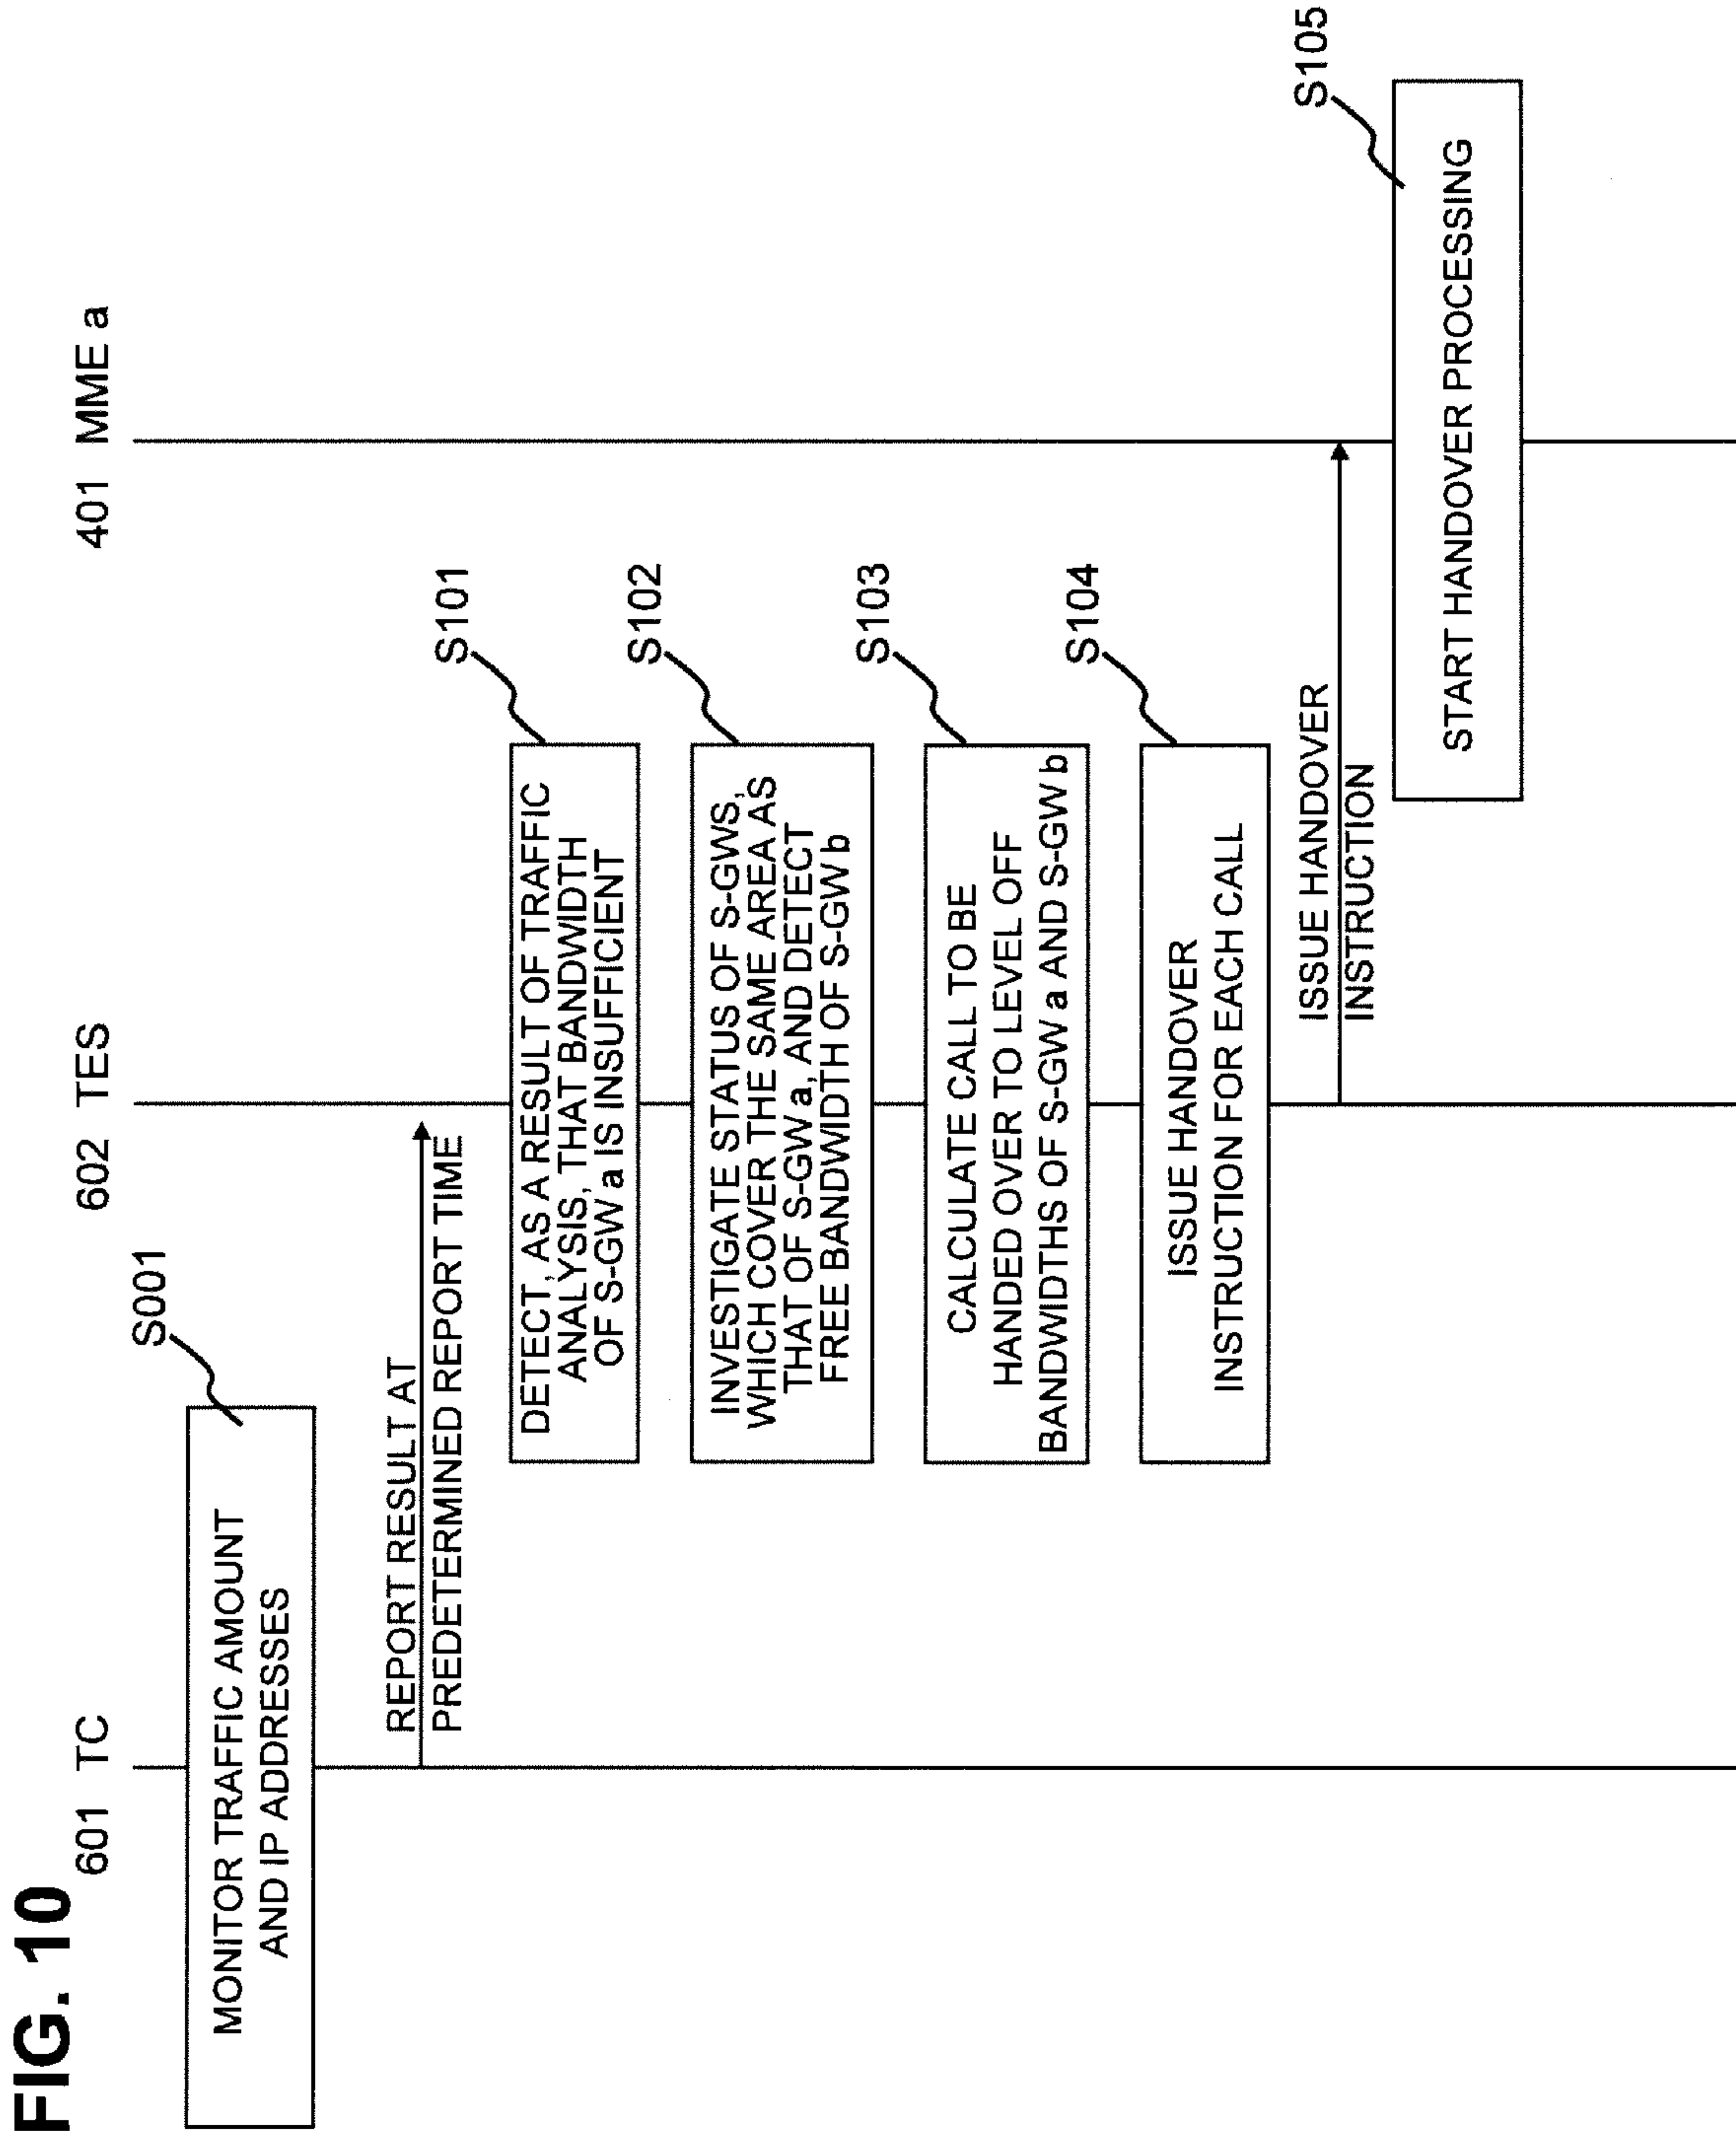 FIG. 10
601 TC
602 TES
401 MME a
S001
MONITOR TRAFFIC AMOUNT
AND IP ADDRESSES
REPORT RESULT AT
PREDETERMINED REPORT TIME
S101
DETECT, AS A RESULT OF TRAFFIC
ANALYSIS, THAT BANDWIDTH
OF S-GW a IS INSUFFICIENT
S102
INVESTIGATE STATUS OF S-GWS,
WHICH COVER THE SAME AREA AS
THAT OF S-GW a, AND DETECT
FREE BANDWIDTH OF S-GW b
S103
CALCULATE CALL TO BE
HANDED OVER TO LEVEL OFF
BANDWIDTHS OF S-GW a AND S-GW b
S104
ISSUE HANDOVER
INSTRUCTION FOR EACH CALL
ISSUE HANDOVER
INSTRUCTION
S105
START HANDOVER PROCESSING